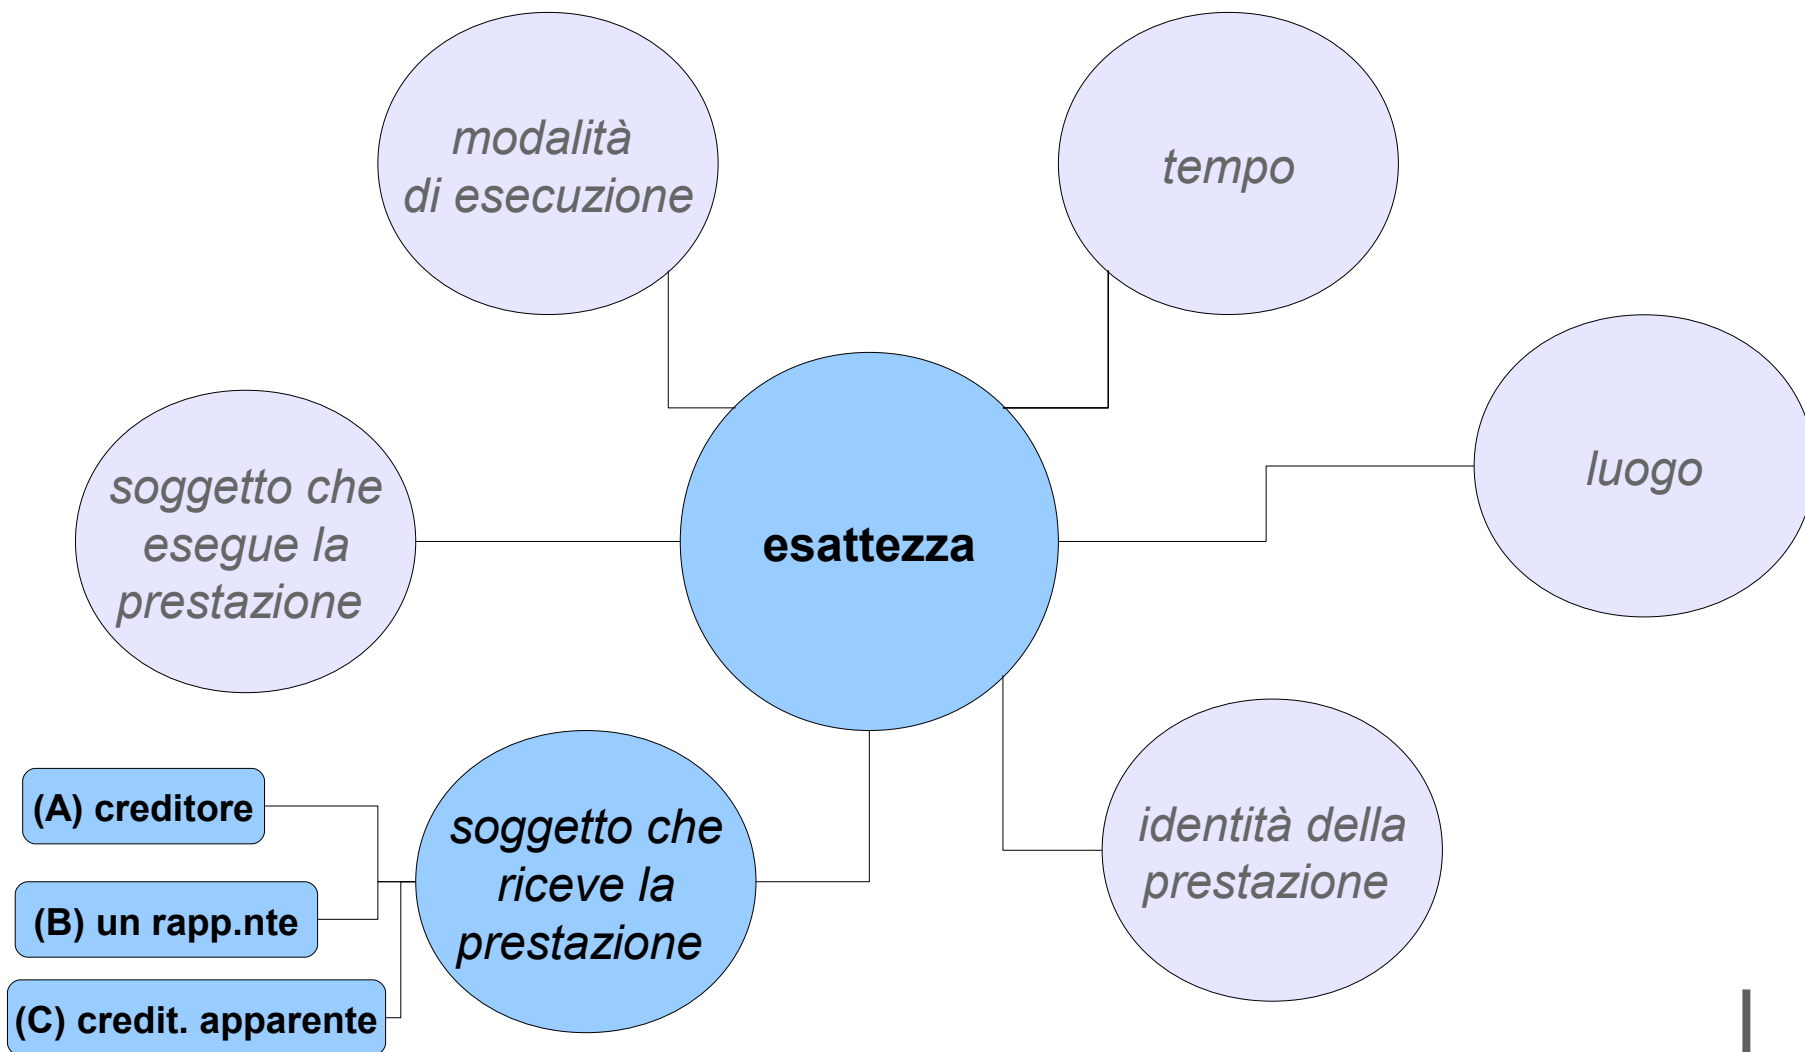 modalità
di esecuzione
tempo
luogo
soggetto che
esegue la
prestazione
esattezza
(A) creditore
(B) un rapp.nte
(C) credit. apparente
soggetto che
riceve la
prestazione
identità della
prestazione